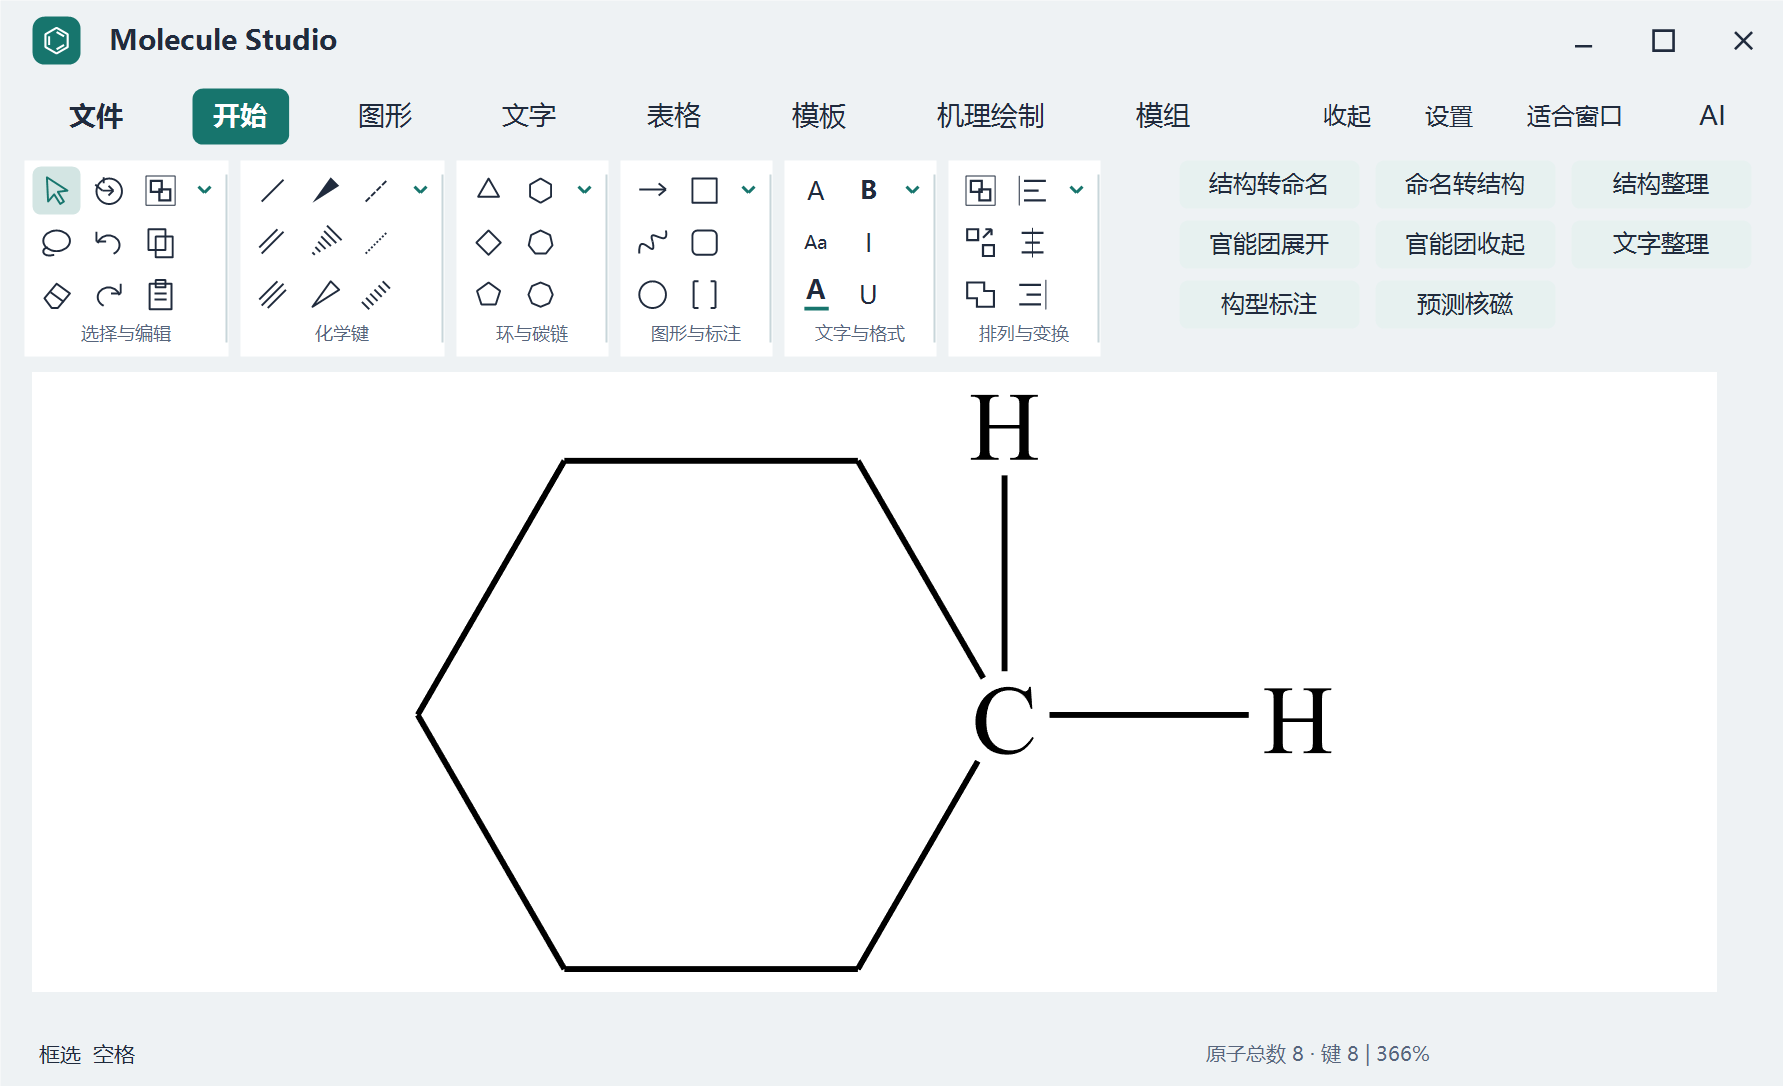 Molecule Studio
文件 开始 图形 文字 表格 模板 机理绘制 模组 收起 设置 适合窗口 AI
A B
Aa I
A U
选择与编辑 化学键 环与碳链 图形与标注 文字与格式 排列与变换
结构转命名 命名转结构 结构整理
官能团展开 官能团收起 文字整理
构型标注 预测核磁
H
C H
框选 空格 原子总数 8 · 键 8 | 366%